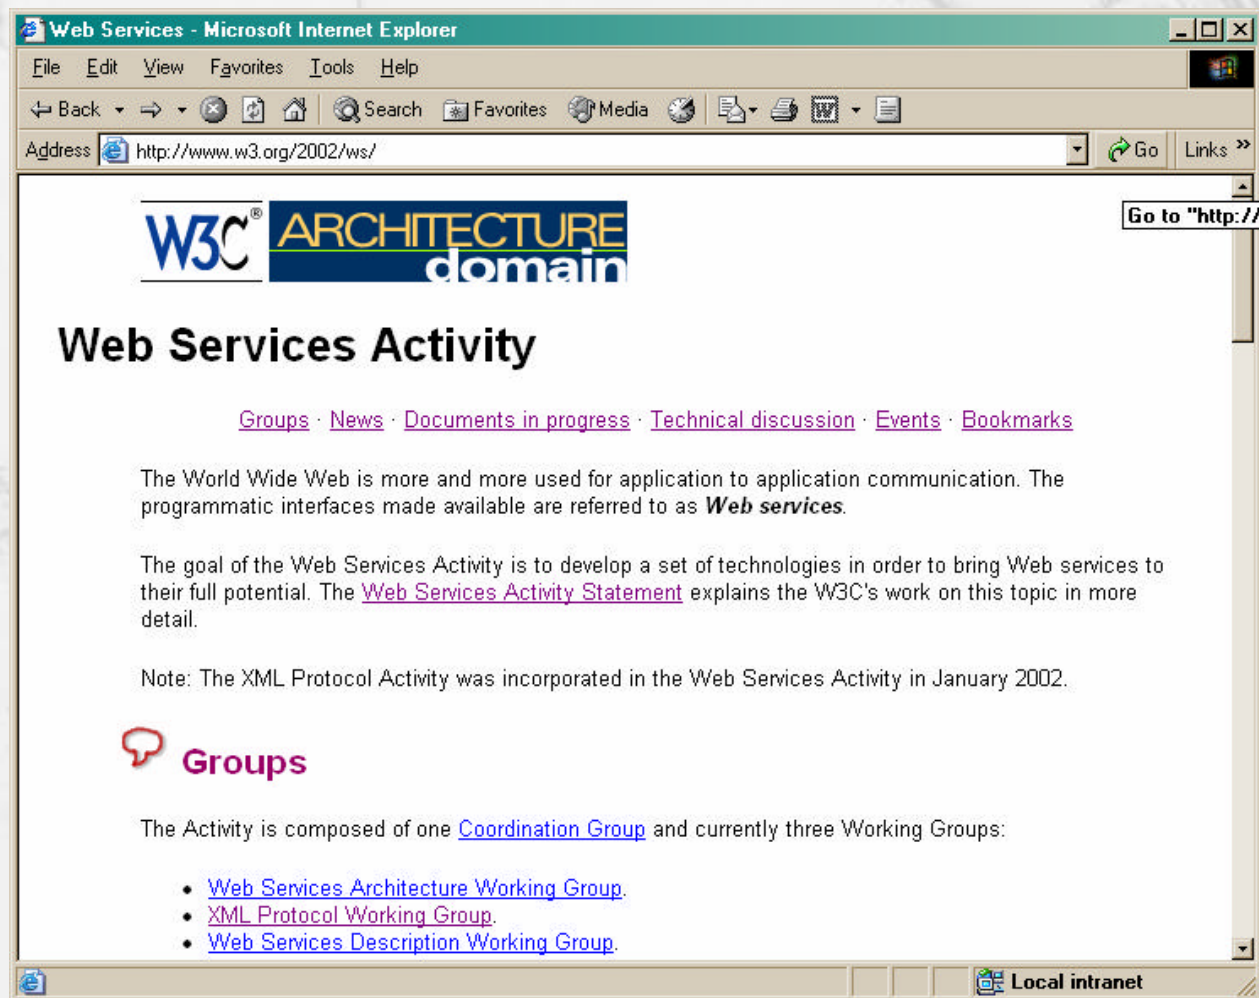 Web Services - Microsoft Internet Explorer
File Edit View Favorites Tools Help
Back Search Favorites Media
Address http://www.w3.org/2002/ws/ Go Links »
Go to "http://
W3C® ARCHITECTURE
domain
Web Services Activity
Groups · News · Documents in progress · Technical discussion · Events · Bookmarks
The World Wide Web is more and more used for application to application communication. The
programmatic interfaces made available are referred to as Web services.
The goal of the Web Services Activity is to develop a set of technologies in order to bring Web services to
their full potential. The Web Services Activity Statement explains the W3C's work on this topic in more
detail.
Note: The XML Protocol Activity was incorporated in the Web Services Activity in January 2002.
Groups
The Activity is composed of one Coordination Group and currently three Working Groups:
• Web Services Architecture Working Group.
• XML Protocol Working Group.
• Web Services Description Working Group.
Local intranet